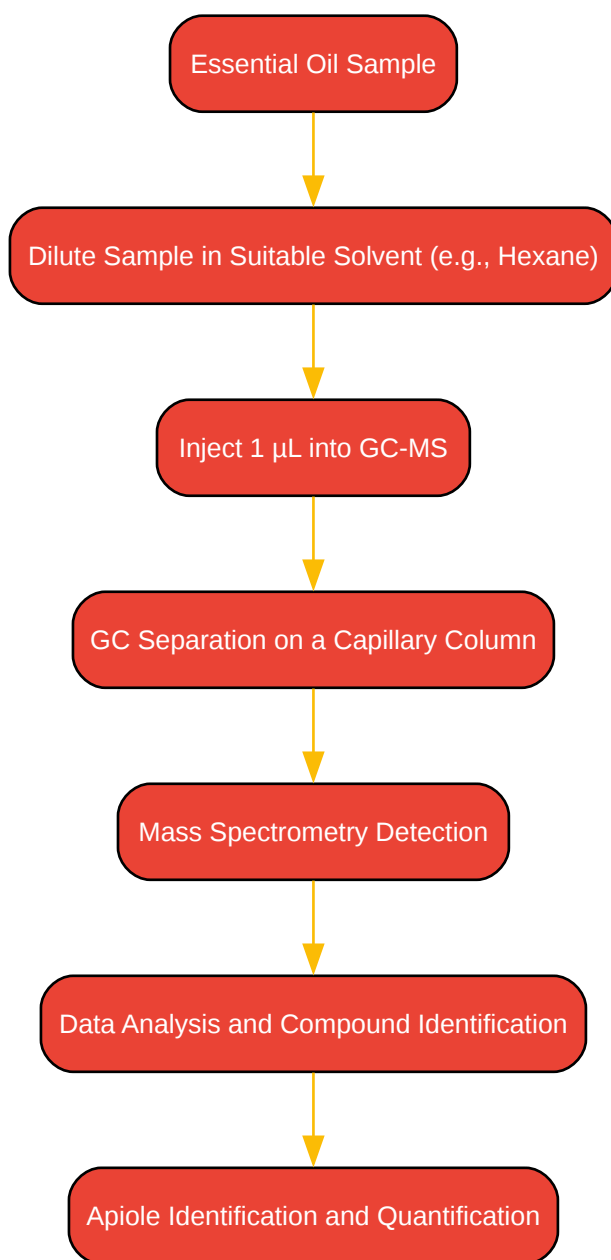 Essential Oil Sample
Dilute Sample in Suitable Solvent (e.g., Hexane)
Inject 1 µL into GC-MS
GC Separation on a Capillary Column
Mass Spectrometry Detection
Data Analysis and Compound Identification
Apiole Identification and Quantification